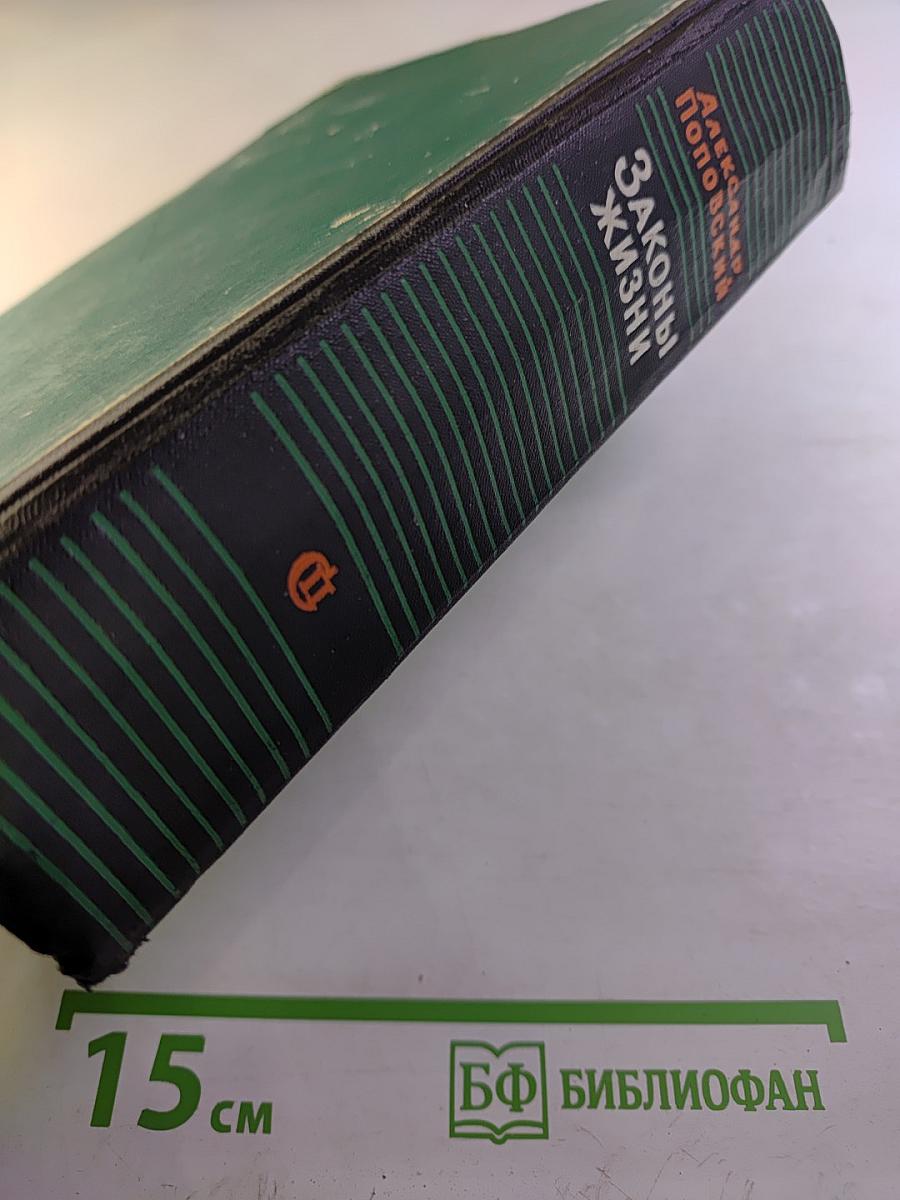 Александр
Поповский
ЗАКОНЫ
ЖИЗНИ
15 см
БФ БИБЛИОФАН